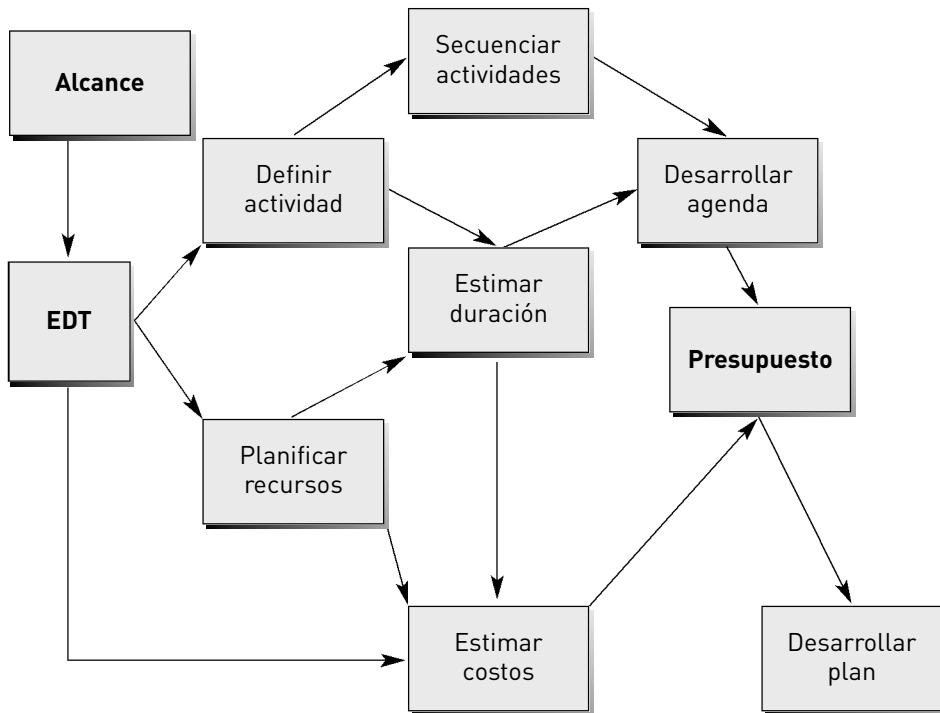 Alcance
Secuenciar
actividades
Definir
actividad
Desarrollar
agenda
EDT
Estimar
duración
Presupuesto
Planificar
recursos
Estimar
costos
Desarrollar
plan